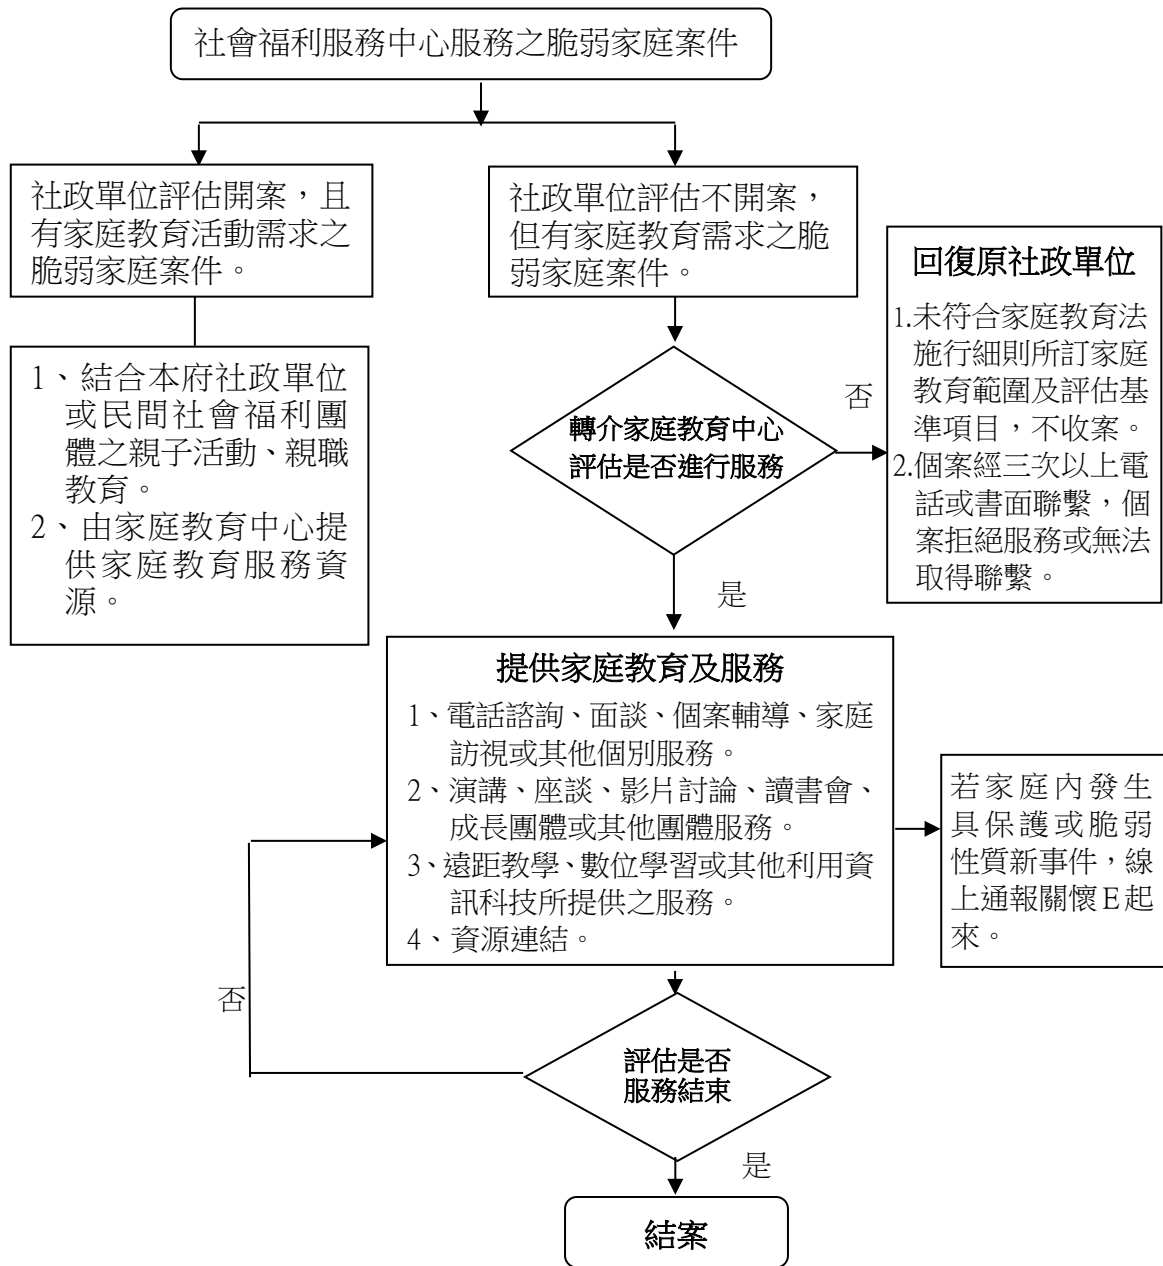 社會福利服務中心服務之脆弱家庭案件
社政單位評估開案，且
有家庭教育活動需求之
脆弱家庭案件。
社政單位評估不開案，
但有家庭教育需求之脆
弱家庭案件。
1、結合本府社政單位
或民間社會福利團
體之親子活動、親職
教育。
2、由家庭教育中心提
供家庭教育服務資
源。
轉介家庭教育中心
評估是否進行服務
否
回復原社政單位
1.未符合家庭教育法
施行細則所訂家庭
教育範圍及評估基
準項目，不收案。
2.個案經三次以上電
話或書面聯繫，個
案拒絕服務或無法
取得聯繫。
是
提供家庭教育及服務
1、電話諮詢、面談、個案輔導、家庭
訪視或其他個別服務。
2、演講、座談、影片討論、讀書會、
成長團體或其他團體服務。
3、遠距教學、數位學習或其他利用資
訊科技所提供之服務。
4、資源連結。
若家庭內發生
具保護或脆弱
性質新事件，線
上通報關懷E起
來。
否
評估是否
服務結束
是
結案